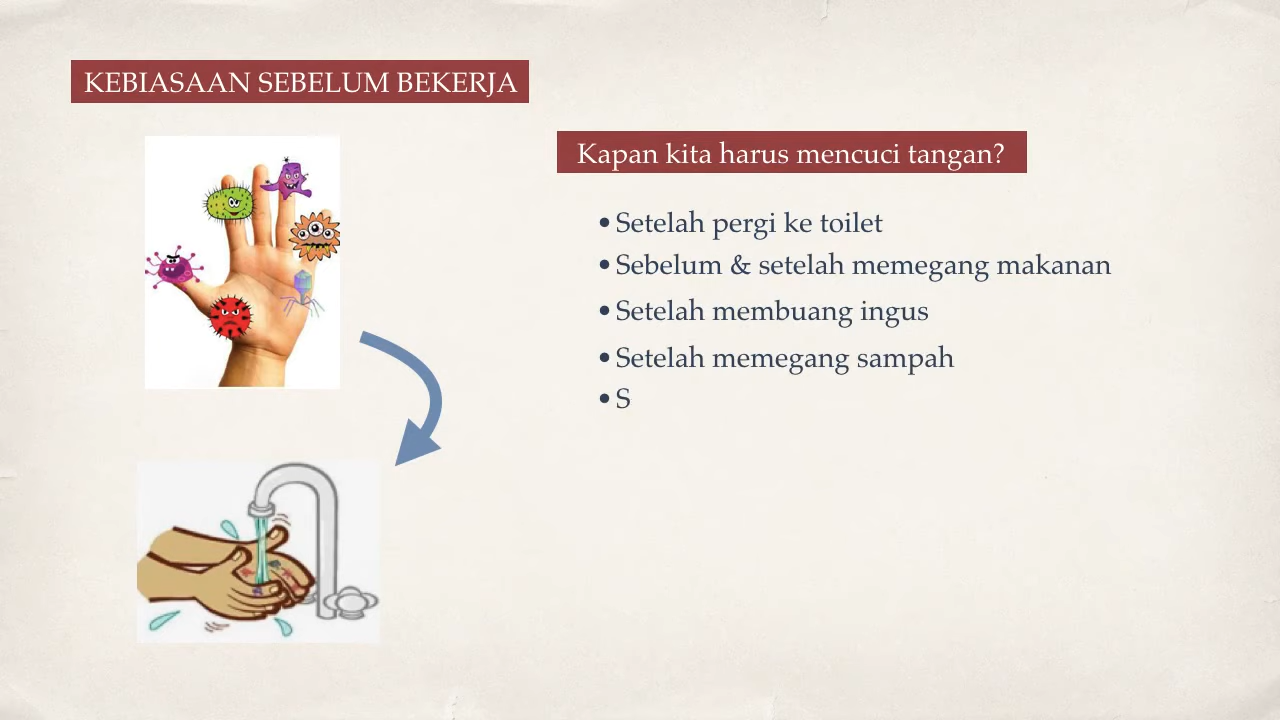 KEBIASAAN SEBELUM BEKERJA
Kapan kita harus mencuci tangan?
• Setelah pergi ke toilet
• Sebelum & setelah memegang makanan
• Setelah membuang ingus
• Setelah memegang sampah
• S